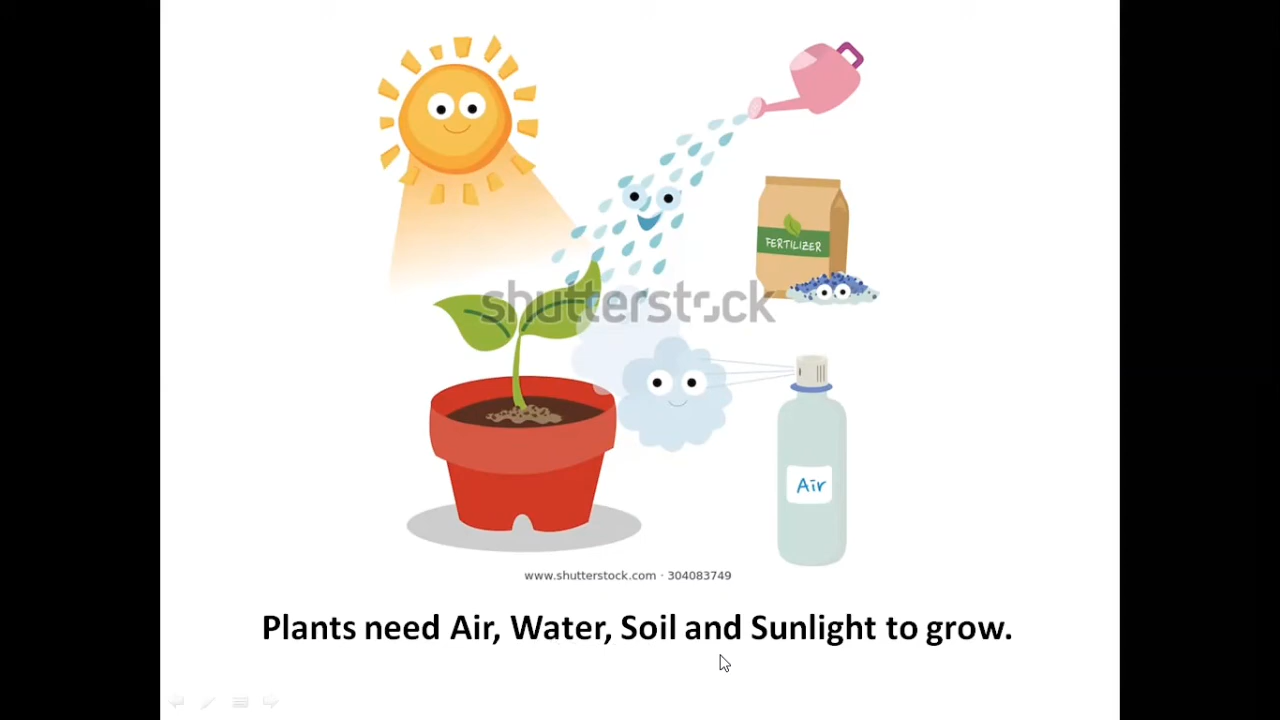 FERTILIZER
shutterstock
Air
www.shutterstock.com · 304083749
Plants need Air, Water, Soil and Sunlight to grow.